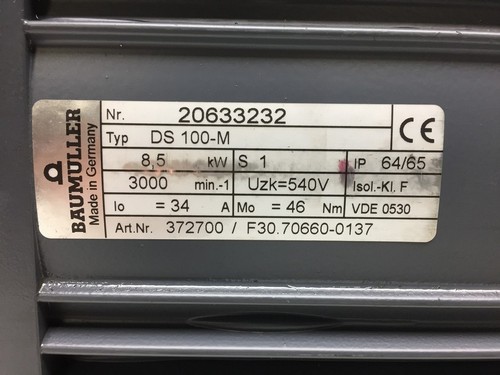 BAUMÜLLER
Made in Germany
Nr. 20633232
Typ DS 100-M
8,5 kW S 1 IP 64/65
3000 min.-1 Uzk=540V Isol.-Kl. F
Io = 34 A Mo = 46 Nm VDE 0530
Art.Nr. 372700 / F30.70660-0137
CE